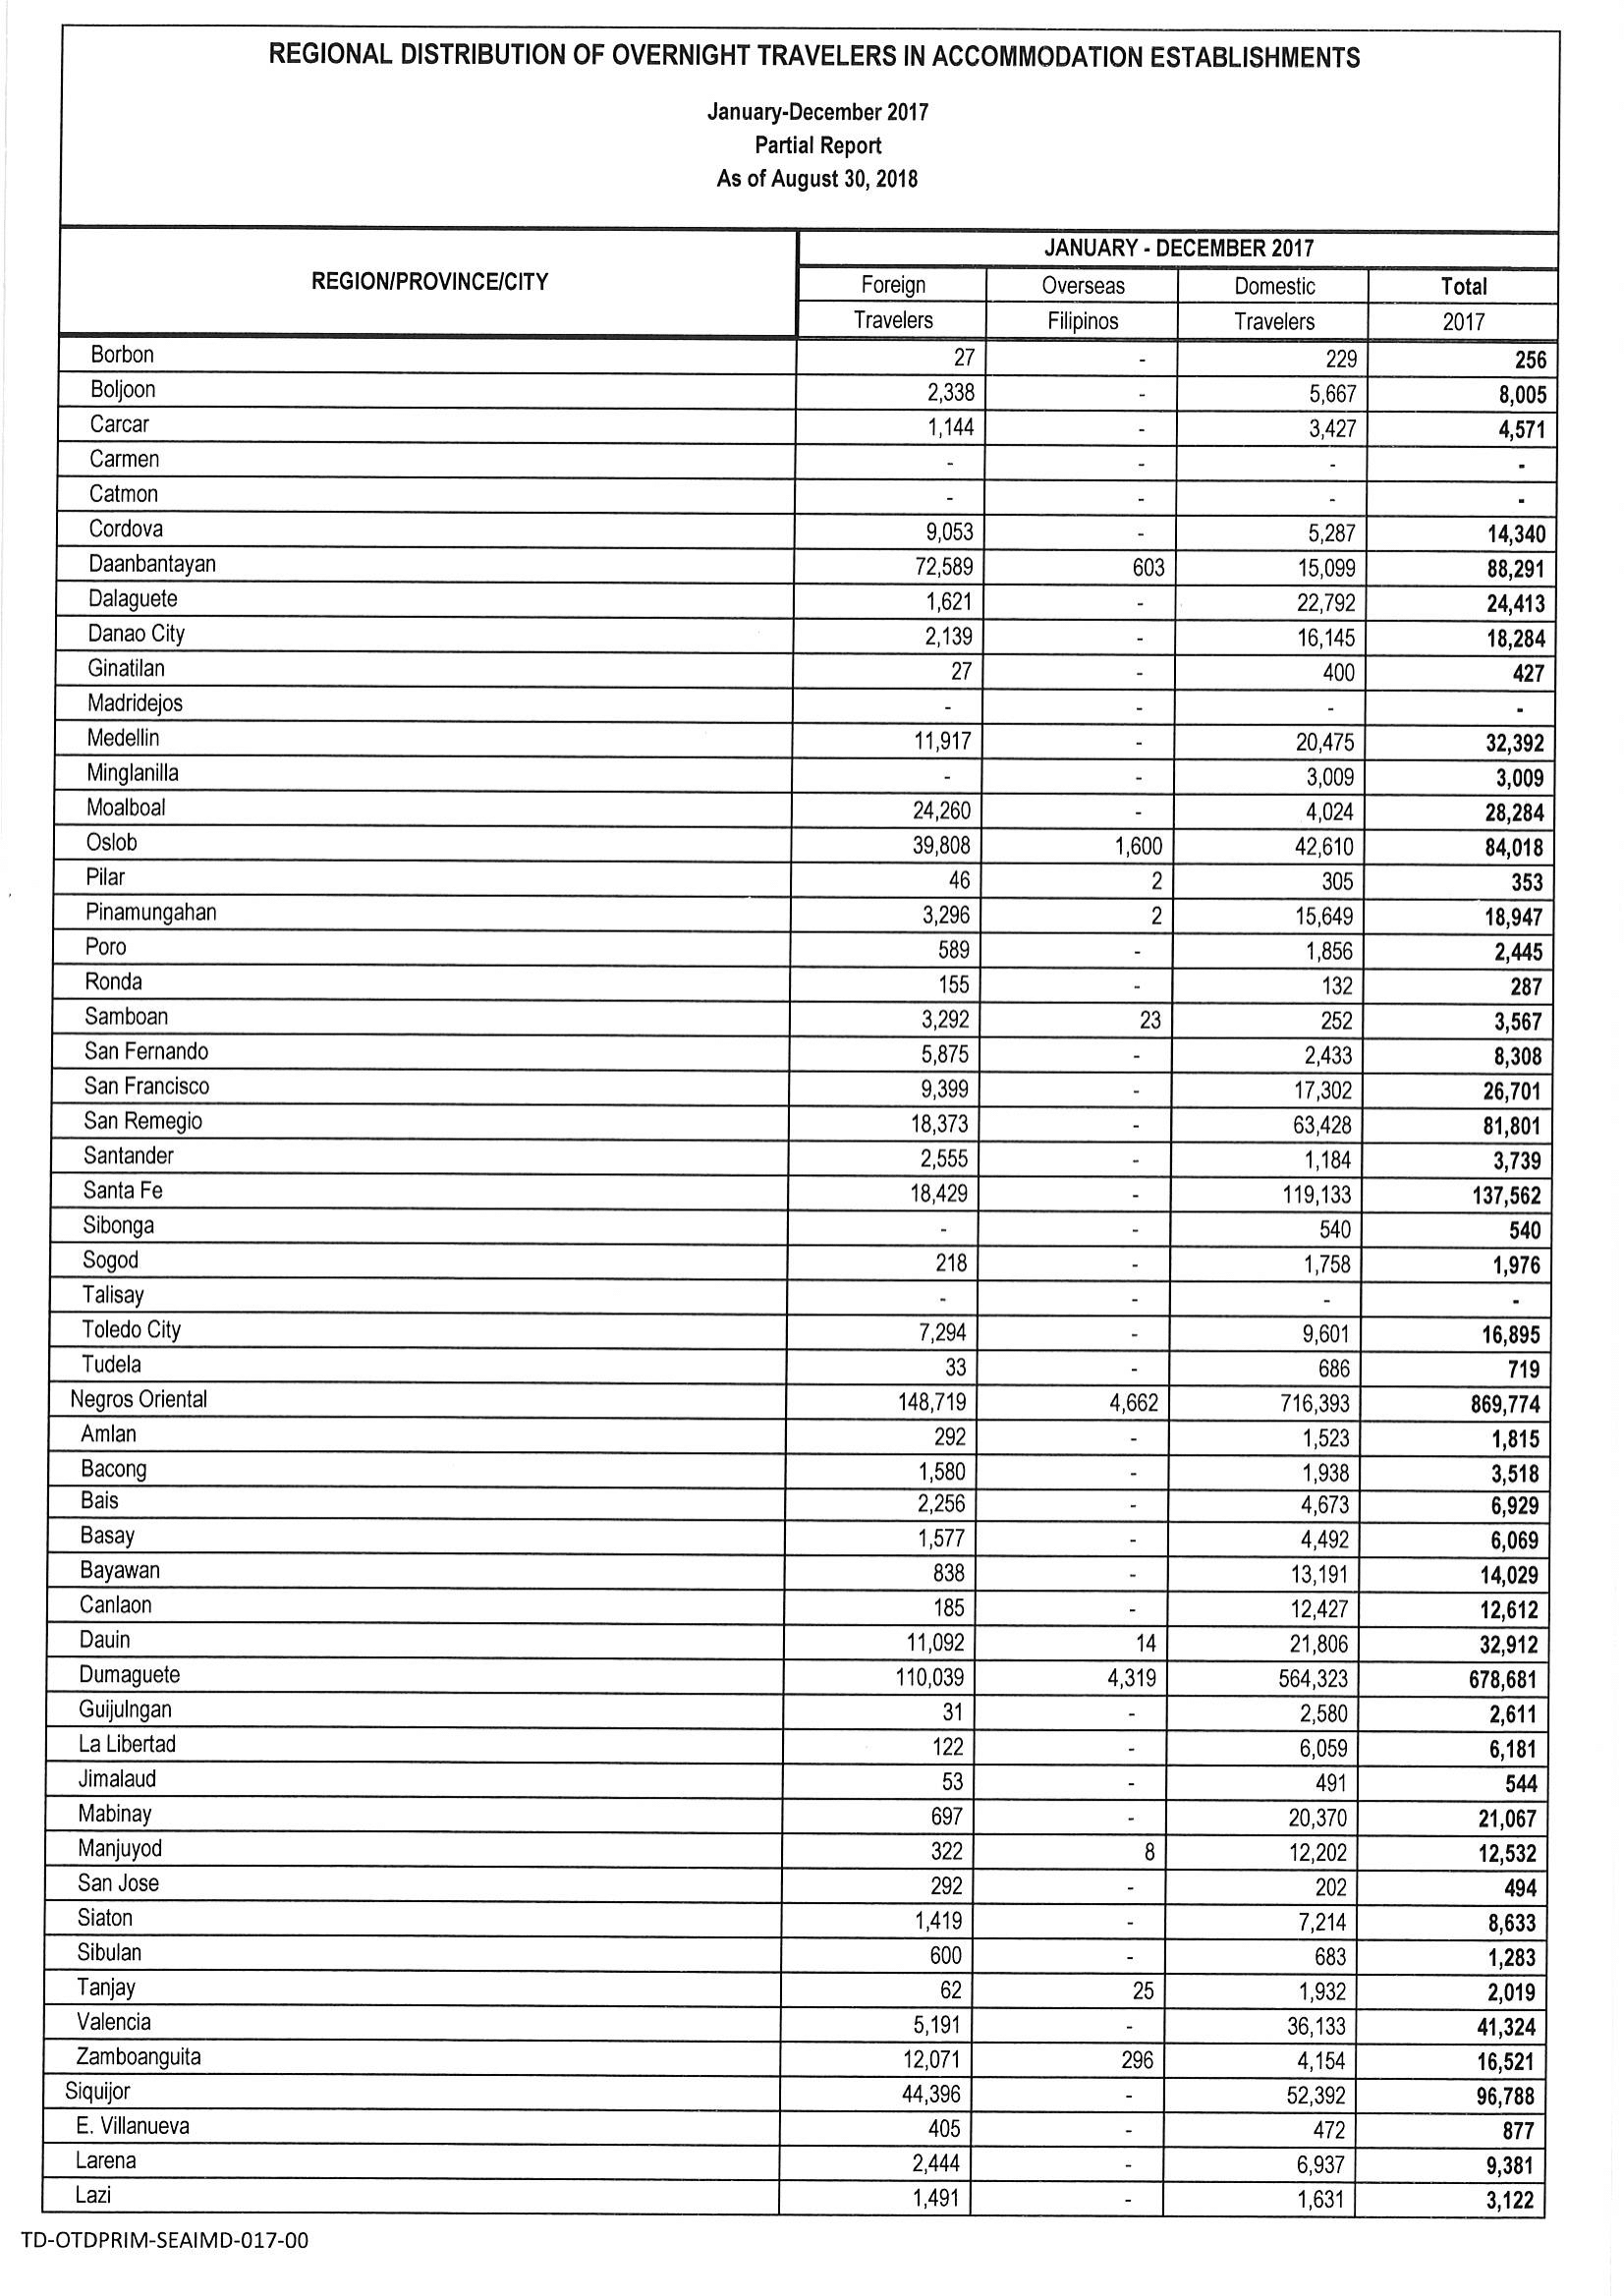 REGIONAL DISTRIBUTION OF OVERNIGHT TRAVELERS IN ACCOMMODATION ESTABLISHMENTS
January-December 2017
Partial Report
As of August 30, 2018
REGION/PROVINCE/CITY
JANUARY - DECEMBER 2017
Foreign Overseas Domestic Total
Travelers Filipinos Travelers 2017
Borbon 27 - 229 256
Boljoon 2,338 - 5,667 8,005
Carcar 1,144 - 3,427 4,571
Carmen - - - -
Catmon - - - -
Cordova 9,053 - 5,287 14,340
Daanbantayan 72,589 603 15,099 88,291
Dalaguete 1,621 - 22,792 24,413
Danao City 2,139 - 16,145 18,284
Ginatilan 27 - 400 427
Madridejos - - - -
Medellin 11,917 - 20,475 32,392
Minglanilla - - 3,009 3,009
Moalboal 24,260 - 4,024 28,284
Oslob 39,808 1,600 42,610 84,018
Pilar 46 2 305 353
Pinamungahan 3,296 2 15,649 18,947
Poro 589 - 1,856 2,445
Ronda 155 - 132 287
Samboan 3,292 23 252 3,567
San Fernando 5,875 - 2,433 8,308
San Francisco 9,399 - 17,302 26,701
San Remegio 18,373 - 63,428 81,801
Santander 2,555 - 1,184 3,739
Santa Fe 18,429 - 119,133 137,562
Sibonga - - 540 540
Sogod 218 - 1,758 1,976
Talisay - - - -
Toledo City 7,294 - 9,601 16,895
Tudela 33 - 686 719
Negros Oriental 148,719 4,662 716,393 869,774
Amlan 292 - 1,523 1,815
Bacong 1,580 - 1,938 3,518
Bais 2,256 - 4,673 6,929
Basay 1,577 - 4,492 6,069
Bayawan 838 - 13,191 14,029
Canlaon 185 - 12,427 12,612
Dauin 11,092 14 21,806 32,912
Dumaguete 110,039 4,319 564,323 678,681
Guijulngan 31 - 2,580 2,611
La Libertad 122 - 6,059 6,181
Jimalaud 53 - 491 544
Mabinay 697 - 20,370 21,067
Manjuyod 322 8 12,202 12,532
San Jose 292 - 202 494
Siaton 1,419 - 7,214 8,633
Sibulan 600 - 683 1,283
Tanjay 62 25 1,932 2,019
Valencia 5,191 - 36,133 41,324
Zamboanguita 12,071 296 4,154 16,521
Siquijor 44,396 - 52,392 96,788
E. Villanueva 405 - 472 877
Larena 2,444 - 6,937 9,381
Lazi 1,491 - 1,631 3,122
TD-OTDPRIM-SEAIMD-017-00